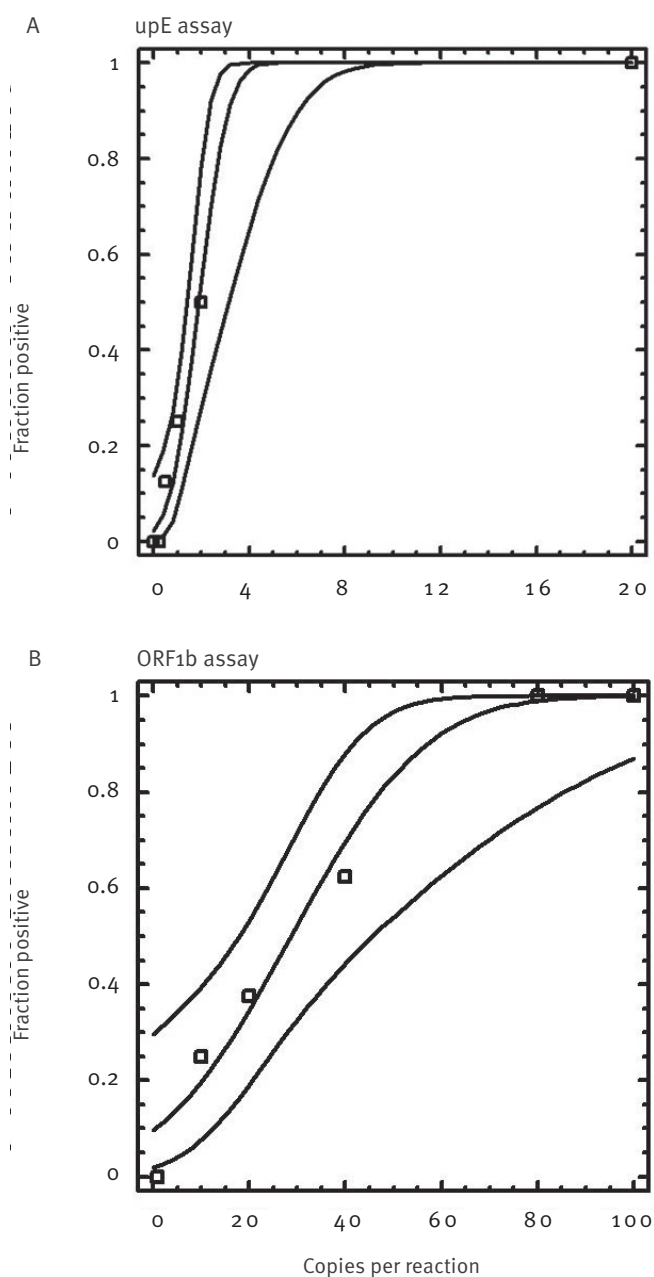 A upE assay
1
0.8
0.6
0.4
0.2
0
Fraction positive
0 4 8 12 16 20
B ORF1b assay
1
0.8
0.6
0.4
0.2
0
Fraction positive
0 20 40 60 80 100
Copies per reaction